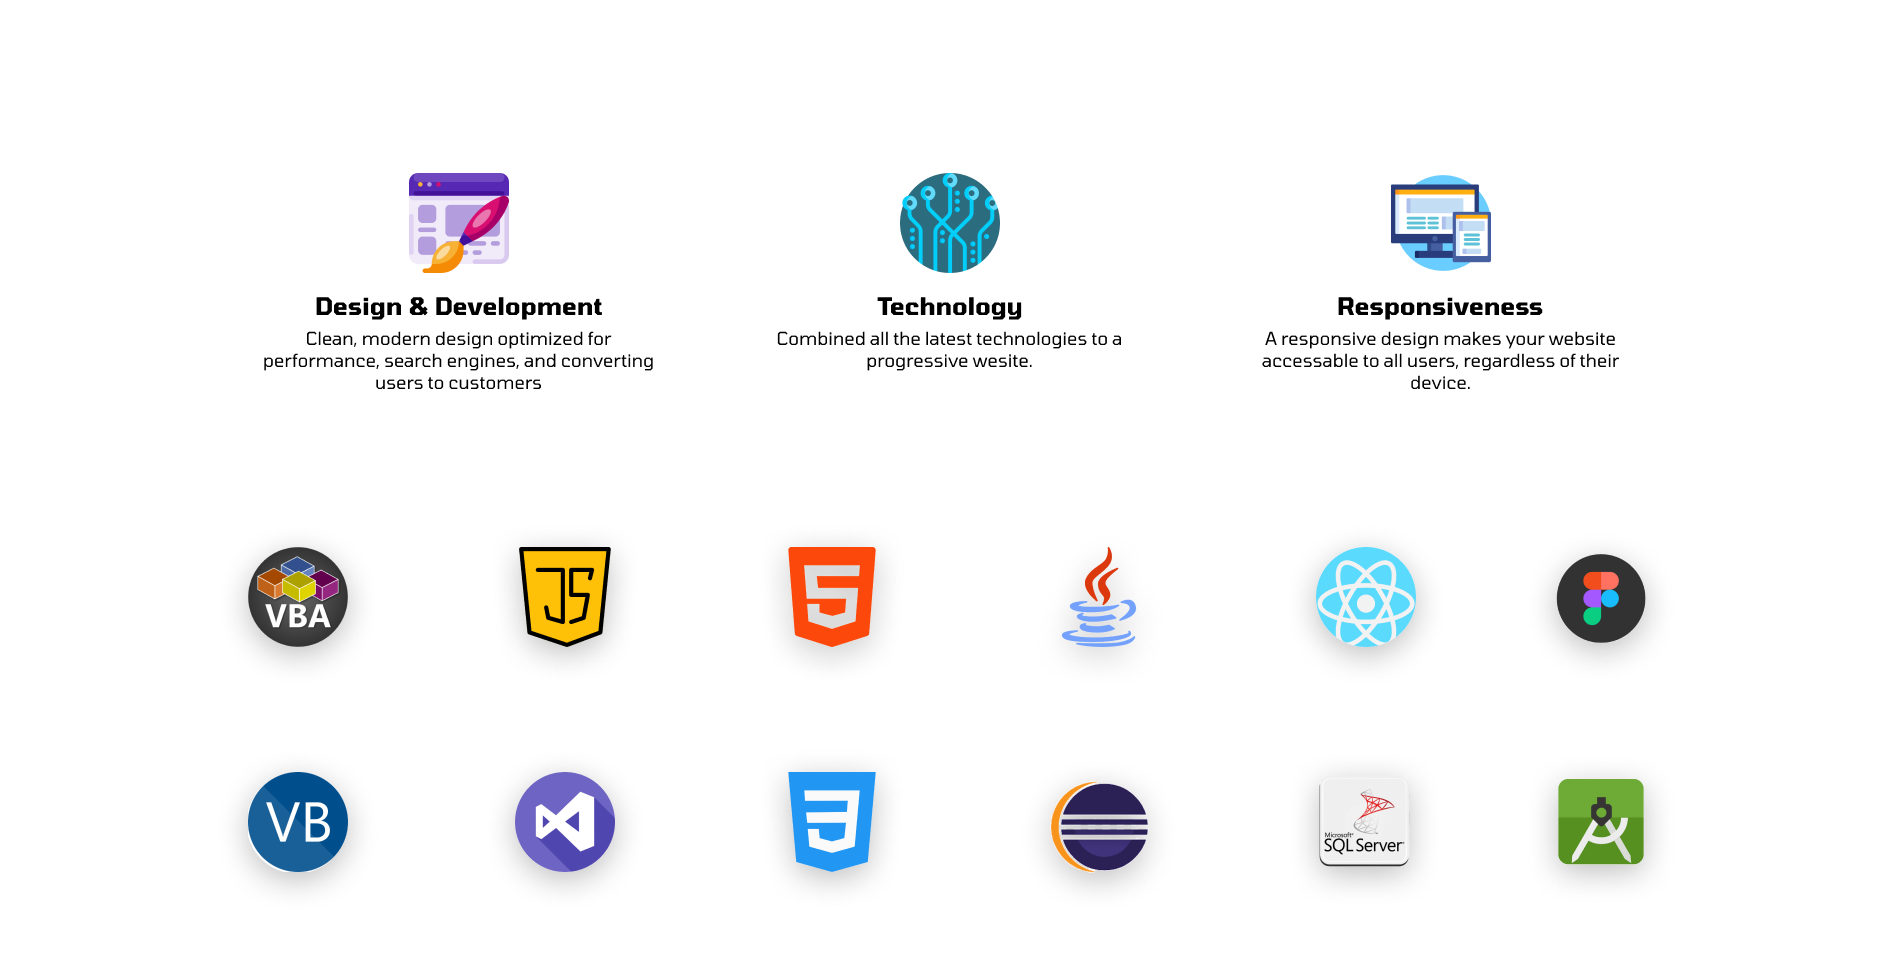 Design & Development
Clean, modern design optimized for
performance, search engines, and converting
users to customers
Technology
Combined all the latest technologies to a
progressive wesite.
Responsiveness
A responsive design makes your website
accessable to all users, regardless of their
device.
VBA
JS
5
VB
3
Microsoft®
SQL Server